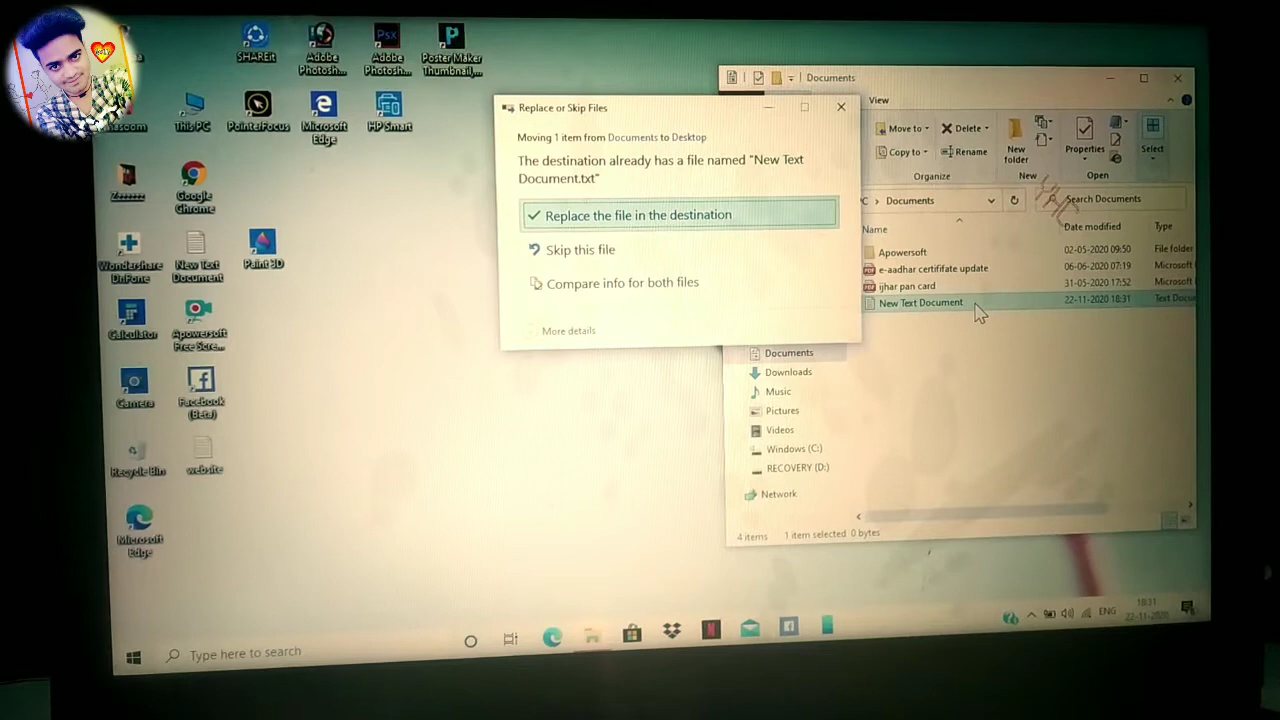 SHAREit
Adobe
Photosh...
Adobe
Photosh...
Poster Maker
Thumbnail,...
This PC
PointerFocus
Microsoft
Edge
HP Smart
Zzzzzzz
Google
Chrome
Wondershare
DrFone
New Text
Document
Paint 3D
Calculator
Apowersoft
Free Scre...
Camera
Facebook
(Beta)
Recycle Bin
website
Microsoft
Edge
Replace or Skip Files
Moving 1 item from Documents to Desktop
The destination already has a file named "New Text
Document.txt"
Replace the file in the destination
Skip this file
Compare info for both files
More details
Documents
View
Move to
Copy to
Delete
Rename
Organize
New
folder
New
Properties
Open
Select
Documents
Search Documents
Name
Date modified
Type
Apowersoft
02-05-2020 09:50
File folder
e-aadhar certififate update
06-06-2020 07:19
Microsoft
ijhar pan card
31-05-2020 17:52
Microsoft
New Text Document
22-11-2020 18:31
Text Docu
Documents
Downloads
Music
Pictures
Videos
Windows (C:)
RECOVERY (D:)
Network
4 items
1 item selected 0 bytes
Type here to search
ENG
18:31
22-11-2020